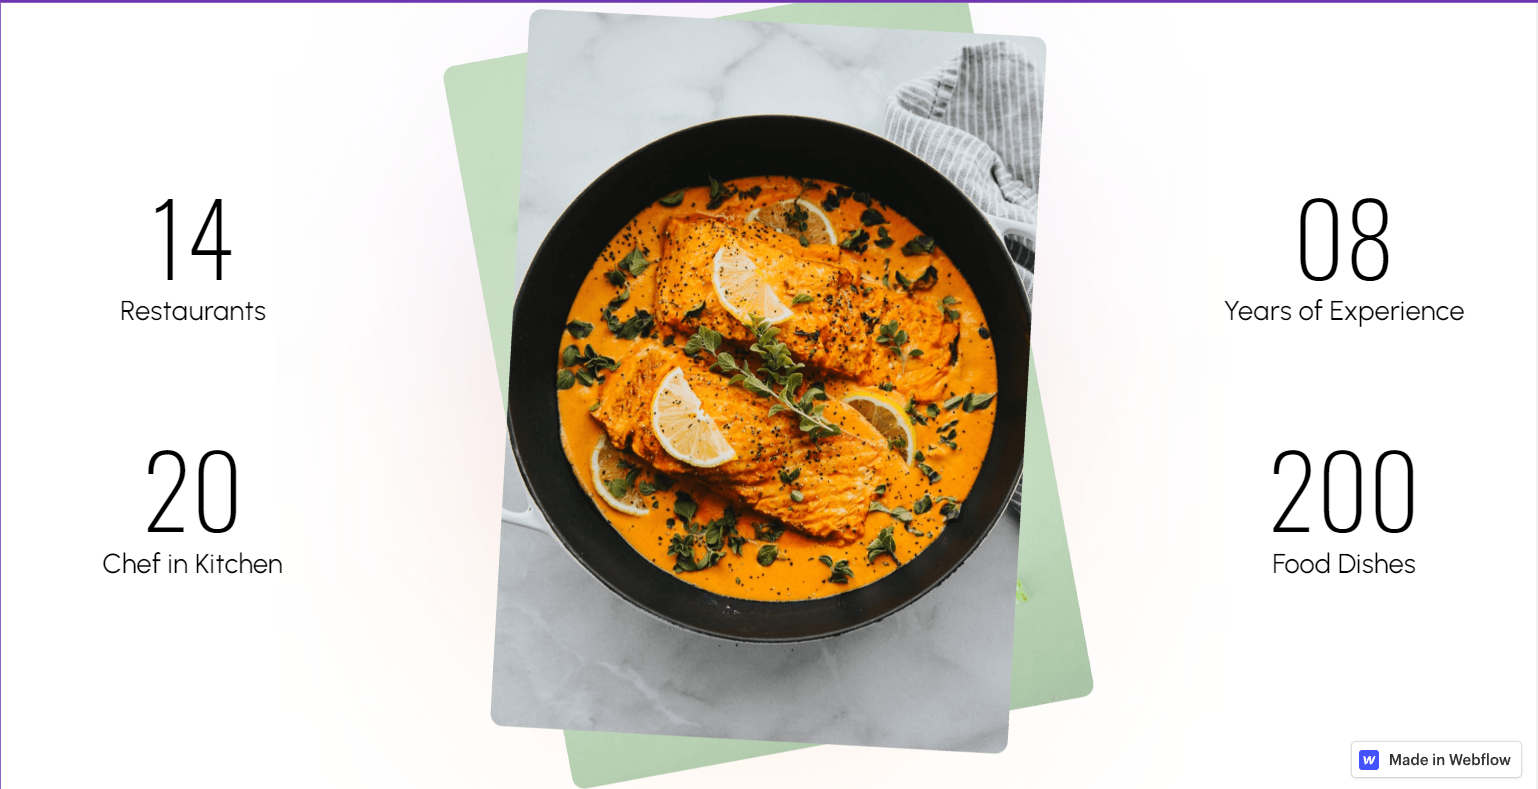 14
Restaurants
08
Years of Experience
20
Chef in Kitchen
200
Food Dishes
Made in Webflow